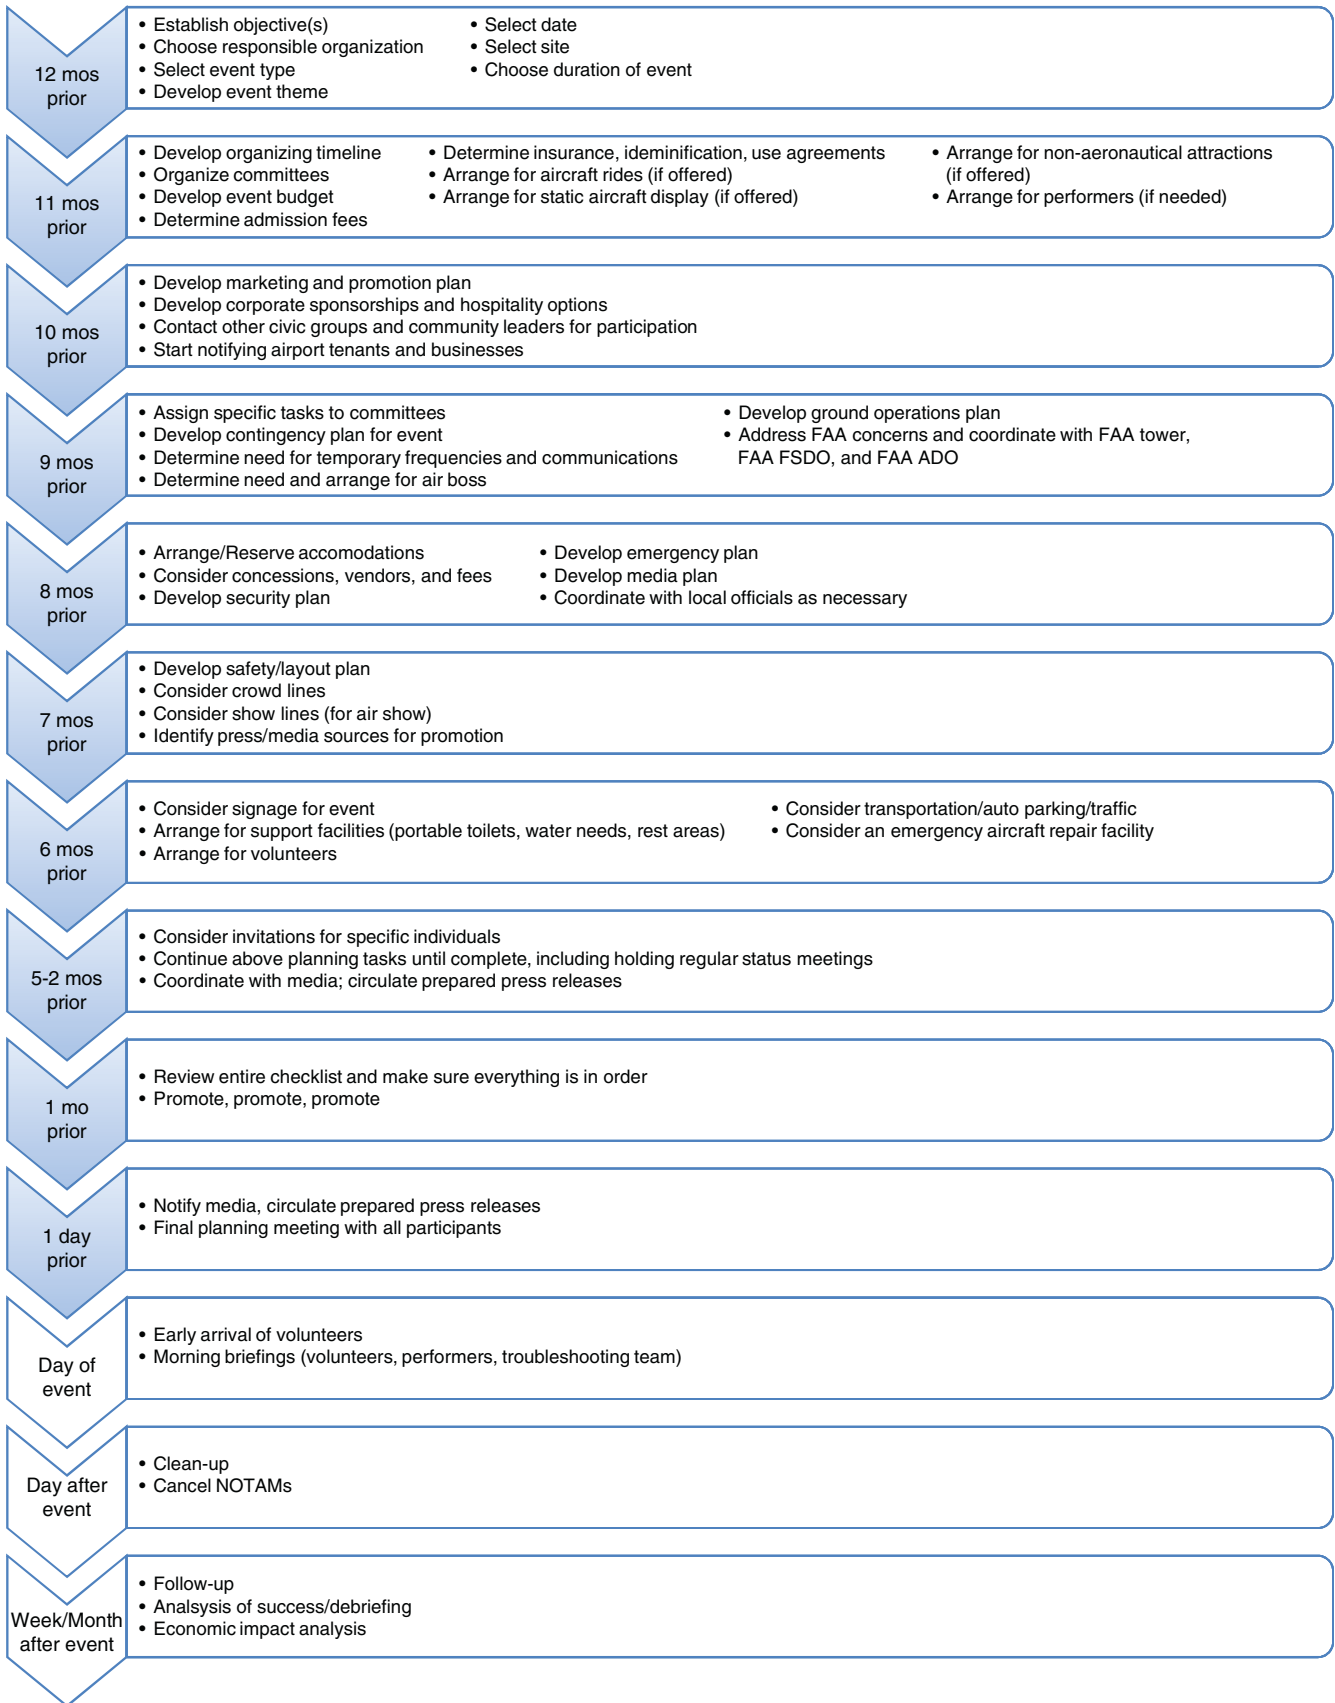 12 mos
prior
• Establish objective(s)
• Choose responsible organization
• Select event type
• Develop event theme
• Select date
• Select site
• Choose duration of event
11 mos
prior
• Develop organizing timeline
• Organize committees
• Develop event budget
• Determine admission fees
• Determine insurance, ideminification, use agreements
• Arrange for aircraft rides (if offered)
• Arrange for static aircraft display (if offered)
• Arrange for non-aeronautical attractions
(if offered)
• Arrange for performers (if needed)
10 mos
prior
• Develop marketing and promotion plan
• Develop corporate sponsorships and hospitality options
• Contact other civic groups and community leaders for participation
• Start notifying airport tenants and businesses
9 mos
prior
• Assign specific tasks to committees
• Develop contingency plan for event
• Determine need for temporary frequencies and communications
• Determine need and arrange for air boss
• Develop ground operations plan
• Address FAA concerns and coordinate with FAA tower,
FAA FSDO, and FAA ADO
8 mos
prior
• Arrange/Reserve accomodations
• Consider concessions, vendors, and fees
• Develop security plan
• Develop emergency plan
• Develop media plan
• Coordinate with local officials as necessary
7 mos
prior
• Develop safety/layout plan
• Consider crowd lines
• Consider show lines (for air show)
• Identify press/media sources for promotion
6 mos
prior
• Consider signage for event
• Arrange for support facilities (portable toilets, water needs, rest areas)
• Arrange for volunteers
• Consider transportation/auto parking/traffic
• Consider an emergency aircraft repair facility
5-2 mos
prior
• Consider invitations for specific individuals
• Continue above planning tasks until complete, including holding regular status meetings
• Coordinate with media; circulate prepared press releases
1 mo
prior
• Review entire checklist and make sure everything is in order
• Promote, promote, promote
1 day
prior
• Notify media, circulate prepared press releases
• Final planning meeting with all participants
Day of
event
• Early arrival of volunteers
• Morning briefings (volunteers, performers, troubleshooting team)
Day after
event
• Clean-up
• Cancel NOTAMs
Week/Month
after event
• Follow-up
• Analsysis of success/debriefing
• Economic impact analysis